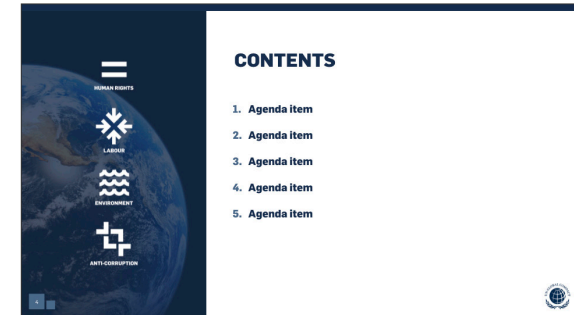 HUMAN RIGHTS
LABOUR
ENVIRONMENT
ANTI-CORRUPTION
4
CONTENTS
1. Agenda item
2. Agenda item
3. Agenda item
4. Agenda item
5. Agenda item